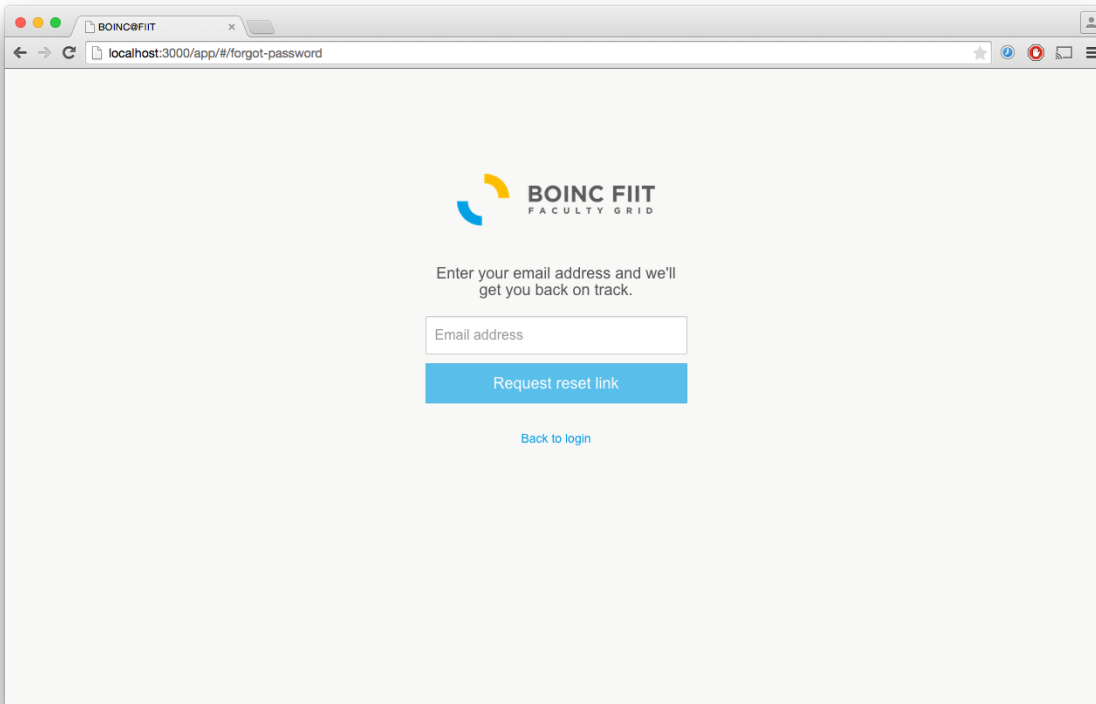 BOINC@FIIT
localhost:3000/app/#/forgot-password
BOINC FIIT
FACULTY GRID
Enter your email address and we'll
get you back on track.
Email address
Request reset link
Back to login